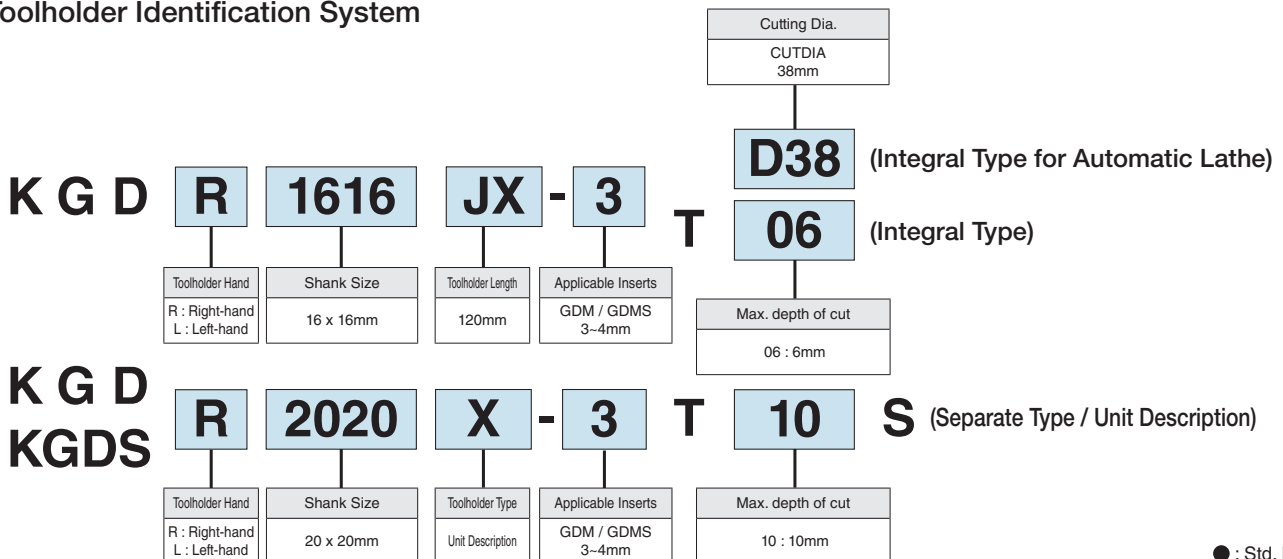 Toolholder Identification System
Cutting Dia.
CUTDIA
38mm
D38 (Integral Type for Automatic Lathe)
K G D R 1616 JX - 3 T 06 (Integral Type)
Toolholder Hand
R : Right-hand
L : Left-hand
Shank Size
16 x 16mm
Toolholder Length
120mm
Applicable Inserts
GDM / GDMS
3~4mm
Max. depth of cut
06 : 6mm
K G D
KGDS R 2020 X - 3 T 10 S (Separate Type / Unit Description)
Toolholder Hand
R : Right-hand
L : Left-hand
Shank Size
20 x 20mm
Toolholder Type
Unit Description
Applicable Inserts
GDM / GDMS
3~4mm
Max. depth of cut
10 : 10mm
● : Std.